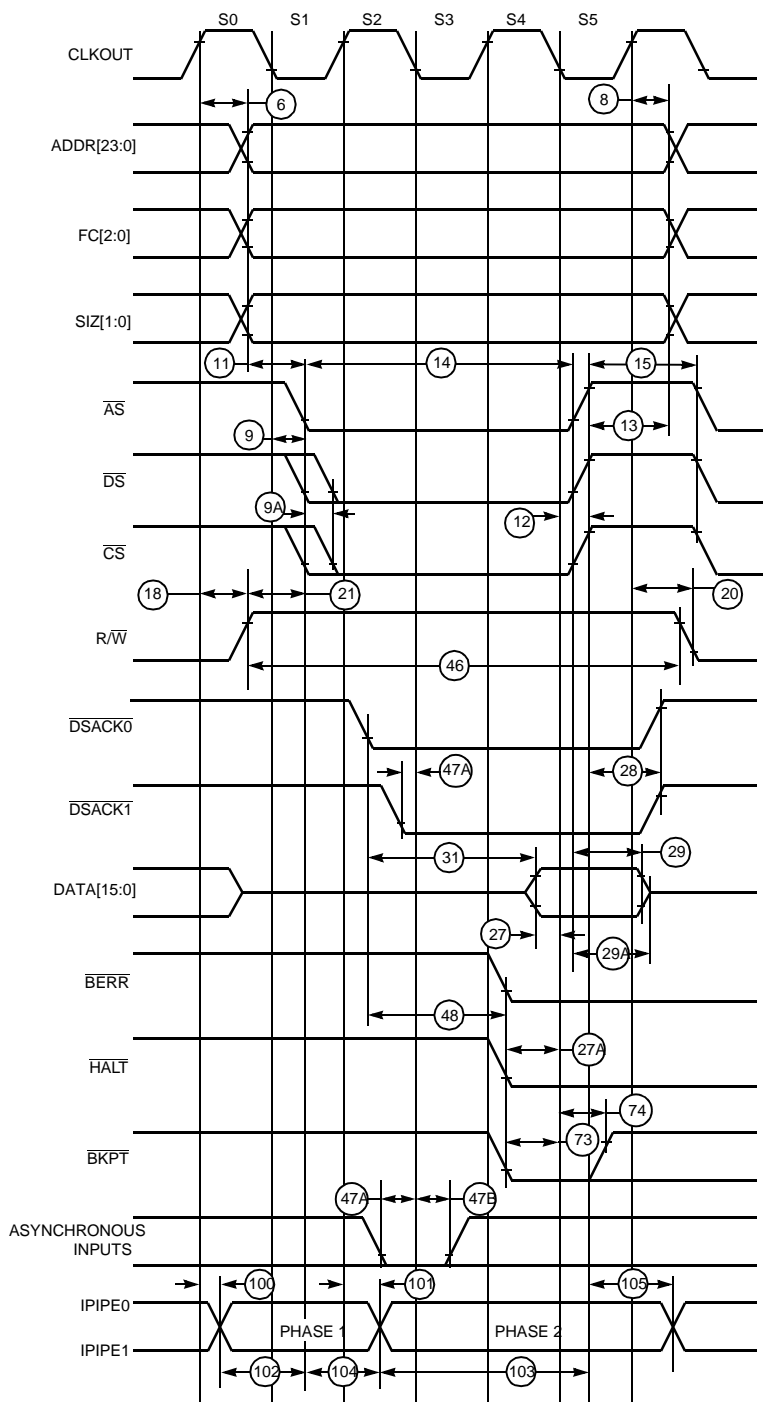 S0 S1 S2 S3 S4 S5
CLKOUT
6 8
ADDR[23:0]
FC[2:0]
SIZ[1:0]
11 14 15
AS
9 13
DS
9A 12
CS
18 21 20
R/W
46
DSACK0
47A 28
DSACK1
31 29
DATA[15:0]
27 29A
BERR
48
27A
HALT
74
73
BKPT
47A 47B
ASYNCHRONOUS
INPUTS
100 101 105
IPIPE0
PHASE 1 PHASE 2
IPIPE1
102 104 103